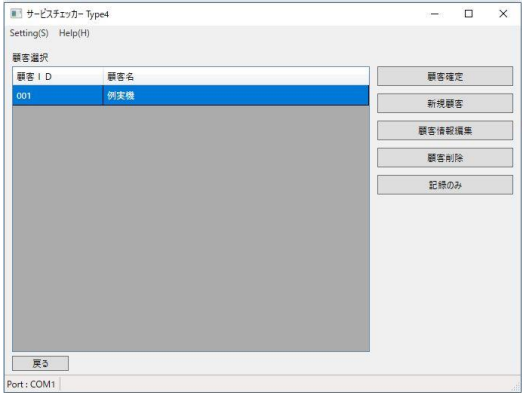 サービスチェッカー Type4
Setting(S) Help(H)
顧客選択
顧客ID 顧客名
001 例実機
顧客確定
新規顧客
顧客情報編集
顧客削除
記録のみ
戻る
Port : COM1